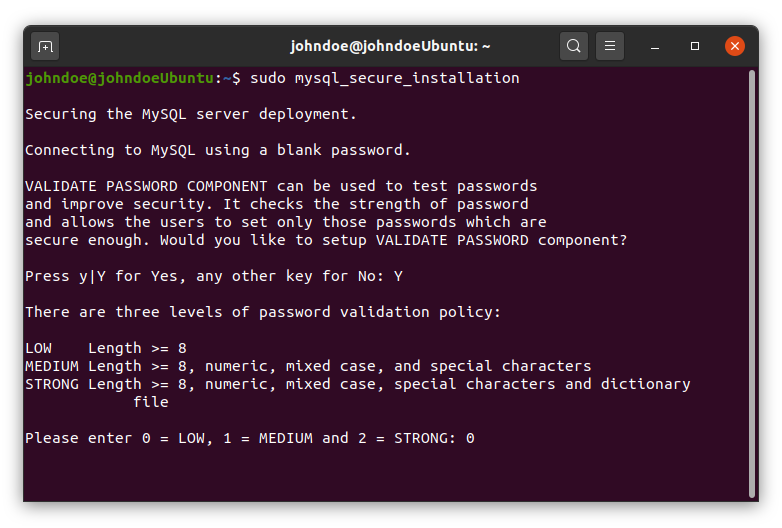 johndoe@johndoeUbuntu: ~
johndoe@johndoeUbuntu:~$ sudo mysql_secure_installation
Securing the MySQL server deployment.
Connecting to MySQL using a blank password.
VALIDATE PASSWORD COMPONENT can be used to test passwords
and improve security. It checks the strength of password
and allows the users to set only those passwords which are
secure enough. Would you like to setup VALIDATE PASSWORD component?
Press y|Y for Yes, any other key for No: Y
There are three levels of password validation policy:
LOW    Length >= 8
MEDIUM Length >= 8, numeric, mixed case, and special characters
STRONG Length >= 8, numeric, mixed case, special characters and dictionary
            file
Please enter 0 = LOW, 1 = MEDIUM and 2 = STRONG: 0